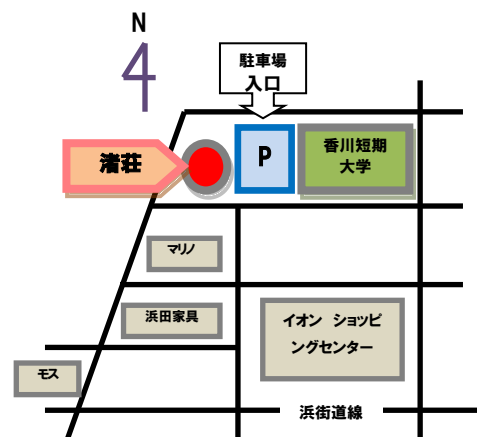 N
駐車場
入口
渚荘
P
香川短期
大学
マリノ
浜田家具
イオン ショッピ
ングセンター
モス
浜街道線